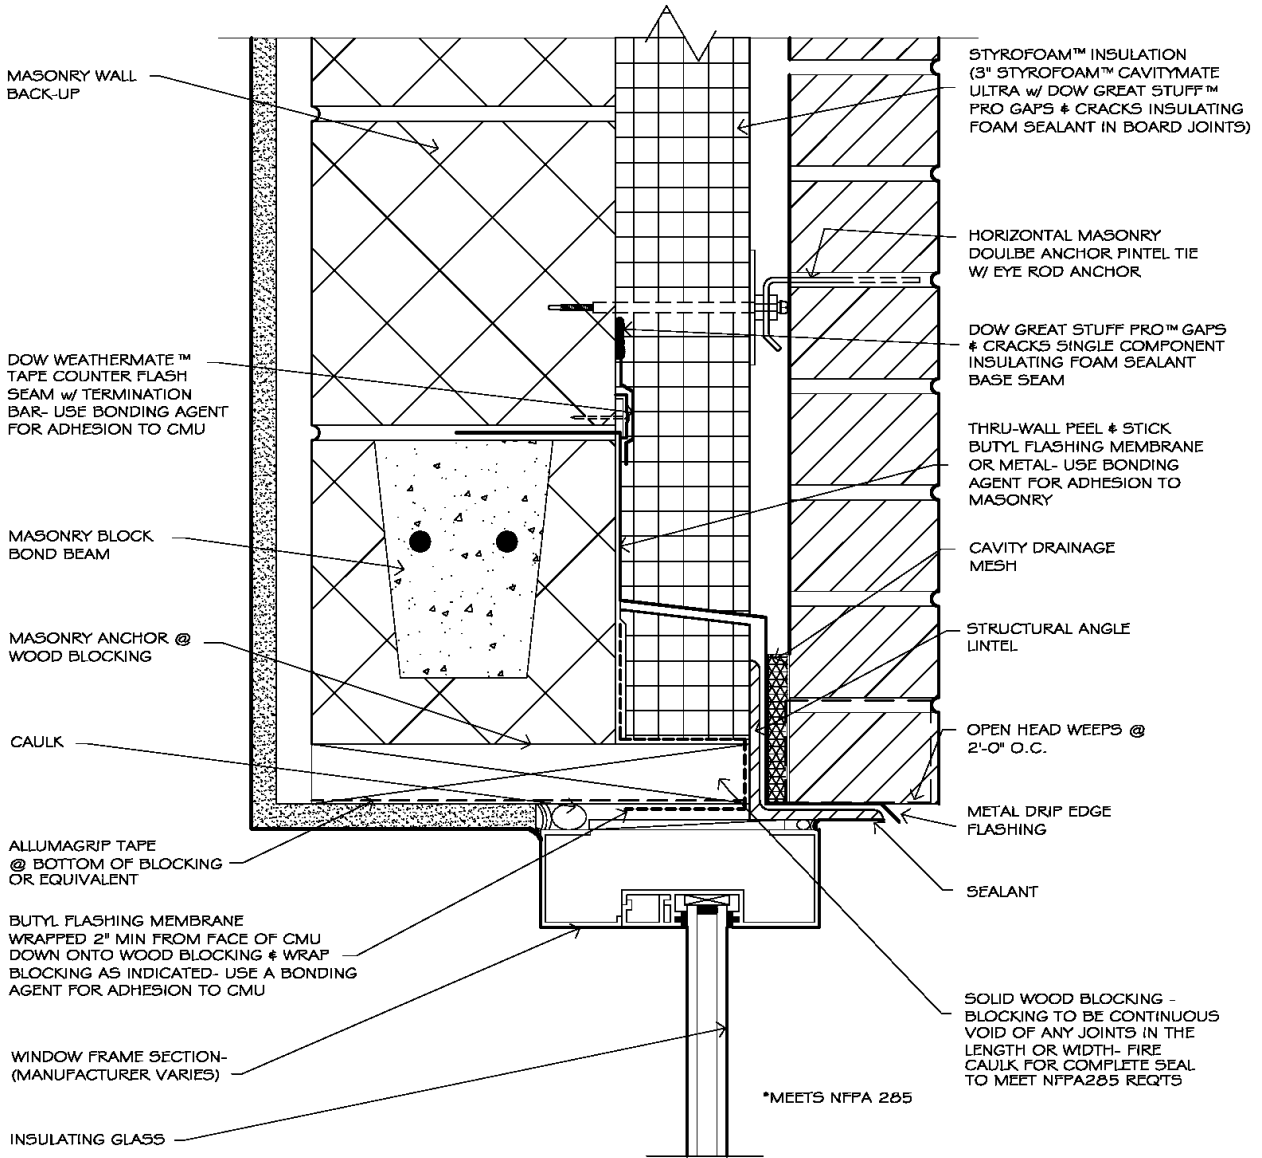 MASONRY WALL
BACK-UP
DOW WEATHERMATE™
TAPE COUNTER FLASH
SEAM w/ TERMINATION
BAR- USE BONDING AGENT
FOR ADHESION TO CMU
MASONRY BLOCK
BOND BEAM
MASONRY ANCHOR @
WOOD BLOCKING
CAULK
ALLUMAGRIP TAPE
@ BOTTOM OF BLOCKING
OR EQUIVALENT
BUTYL FLASHING MEMBRANE
WRAPPED 2" MIN FROM FACE OF CMU
DOWN ONTO WOOD BLOCKING & WRAP
BLOCKING AS INDICATED- USE A BONDING
AGENT FOR ADHESION TO CMU
WINDOW FRAME SECTION-
(MANUFACTURER VARIES)
INSULATING GLASS
STYROFOAM™ INSULATION
(3" STYROFOAM™ CAVITYMATE
ULTRA w/ DOW GREAT STUFF™
PRO GAPS & CRACKS INSULATING
FOAM SEALANT IN BOARD JOINTS)
HORIZONTAL MASONRY
DOULBE ANCHOR PINTEL TIE
W/ EYE ROD ANCHOR
DOW GREAT STUFF PRO™ GAPS
& CRACKS SINGLE COMPONENT
INSULATING FOAM SEALANT
BASE SEAM
THRU-WALL PEEL & STICK
BUTYL FLASHING MEMBRANE
OR METAL- USE BONDING
AGENT FOR ADHESION TO
MASONRY
CAVITY DRAINAGE
MESH
STRUCTURAL ANGLE
LINTEL
OPEN HEAD WEEPS @
2'-0" O.C.
METAL DRIP EDGE
FLASHING
SEALANT
SOLID WOOD BLOCKING -
BLOCKING TO BE CONTINUOUS
VOID OF ANY JOINTS IN THE
LENGTH OR WIDTH- FIRE
CAULK FOR COMPLETE SEAL
TO MEET NFPA285 REQ'TS
*MEETS NFPA 285